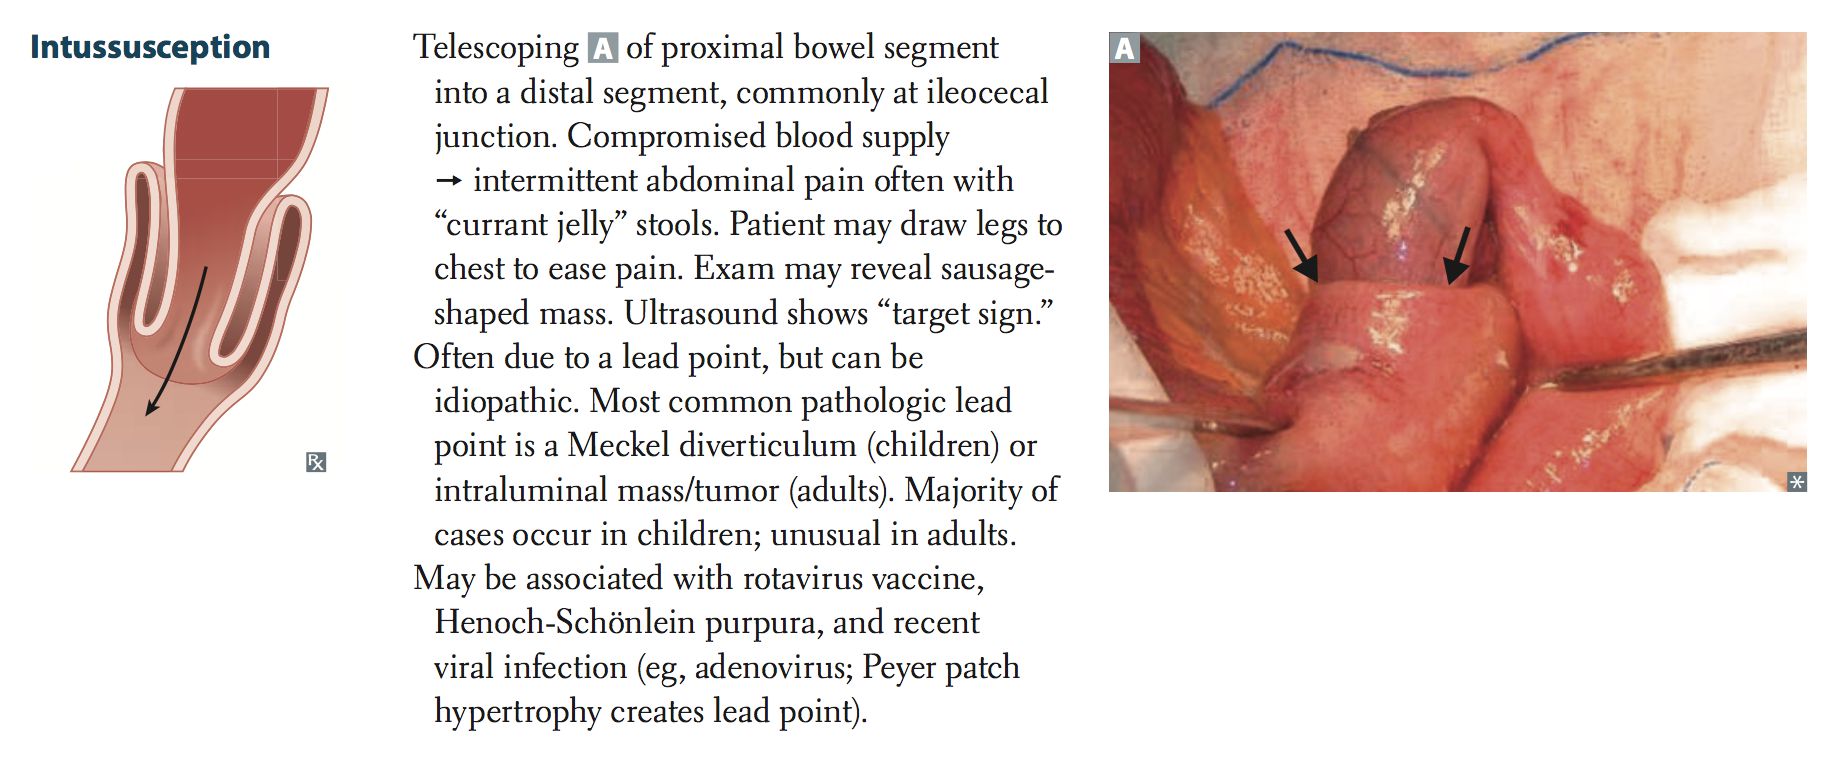 Intussusception
Telescoping A of proximal bowel segment
into a distal segment, commonly at ileocecal
junction. Compromised blood supply
→ intermittent abdominal pain often with
“currant jelly” stools. Patient may draw legs to
chest to ease pain. Exam may reveal sausage-
shaped mass. Ultrasound shows “target sign.”
Often due to a lead point, but can be
idiopathic. Most common pathologic lead
point is a Meckel diverticulum (children) or
intraluminal mass/tumor (adults). Majority of
cases occur in children; unusual in adults.
May be associated with rotavirus vaccine,
Henoch-Schönlein purpura, and recent
viral infection (eg, adenovirus; Peyer patch
hypertrophy creates lead point).
℞
A
*